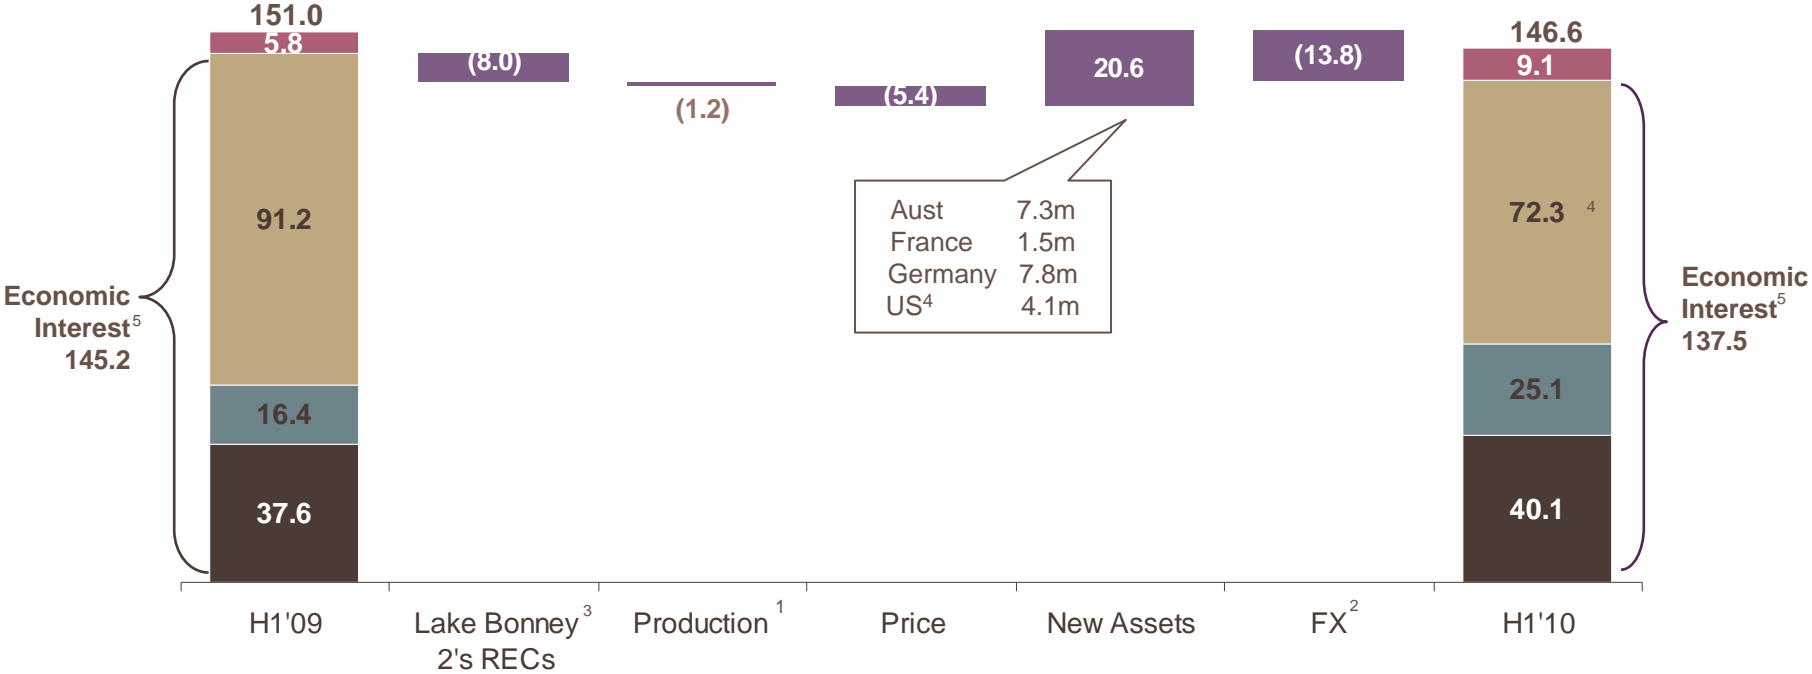 151.0
5.8
91.2
16.4
37.6
Economic
Interest5
145.2
(8.0)
(1.2)
(5.4)
20.6
(13.8)
Aust 7.3m
France 1.5m
Germany 7.8m
US4 4.1m
146.6
9.1
72.3 4
25.1
40.1
Economic
Interest5
137.5
H1'09
Lake Bonney3
2's RECs
Production1
Price
New Assets
FX2
H1'10